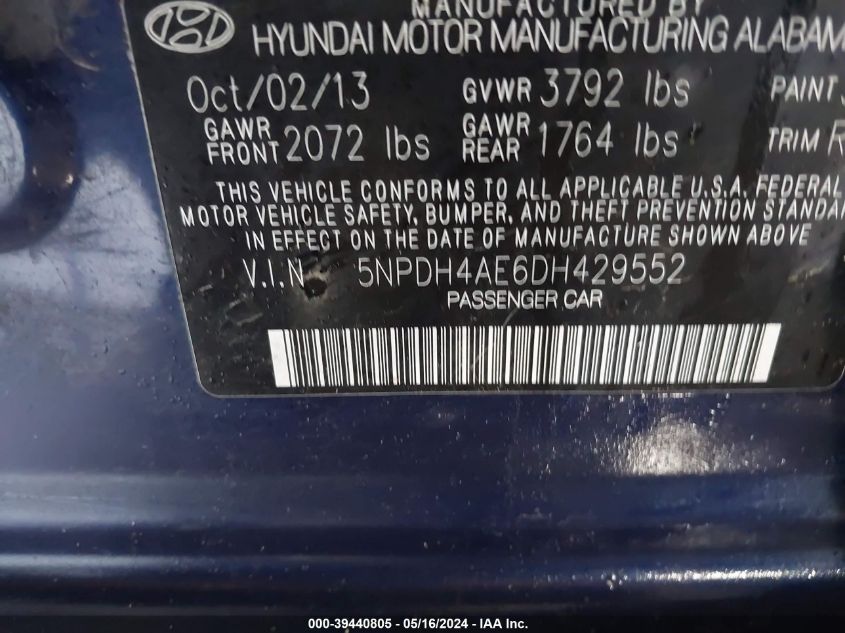 MANUFACTURED BY
HYUNDAI MOTOR MANUFACTURING ALABAM
Oct/02/13 GVWR 3792 lbs PAINT
GAWR FRONT 2072 lbs GAWR REAR 1764 lbs TRIM R
THIS VEHICLE CONFORMS TO ALL APPLICABLE U.S.A. FEDERAL
MOTOR VEHICLE SAFETY, BUMPER, AND THEFT PREVENTION STANDA
IN EFFECT ON THE DATE OF MANUFACTURE SHOWN ABOVE
V.I.N 5NPDH4AE6DH429552
PASSENGER CAR
000-39440805 - 05/16/2024 - IAA Inc.